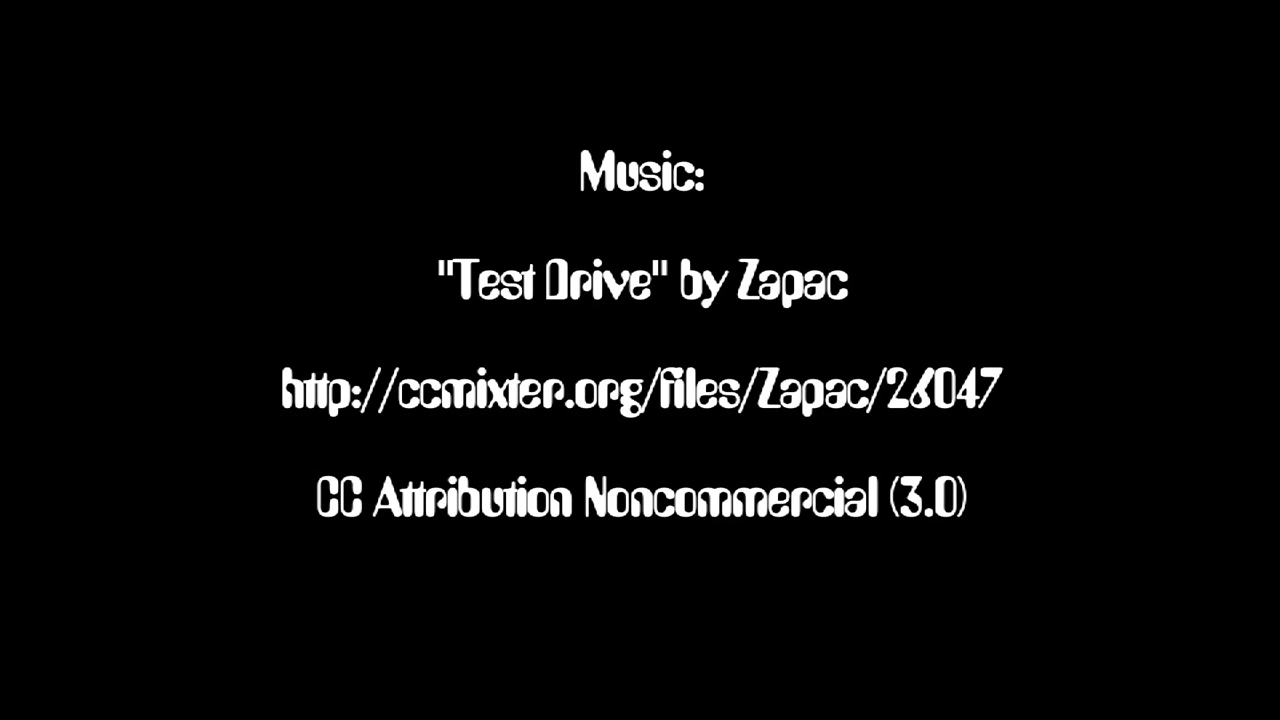 Music:
"Test Drive" by Zapac
http://ccmixter.org/files/Zapac/26047
CC Attribution Noncommercial (3.0)